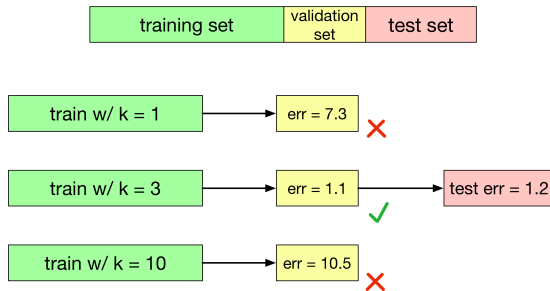 training set
validation
set
test set
train w/ k = 1
err = 7.3
train w/ k = 3
err = 1.1
test err = 1.2
train w/ k = 10
err = 10.5